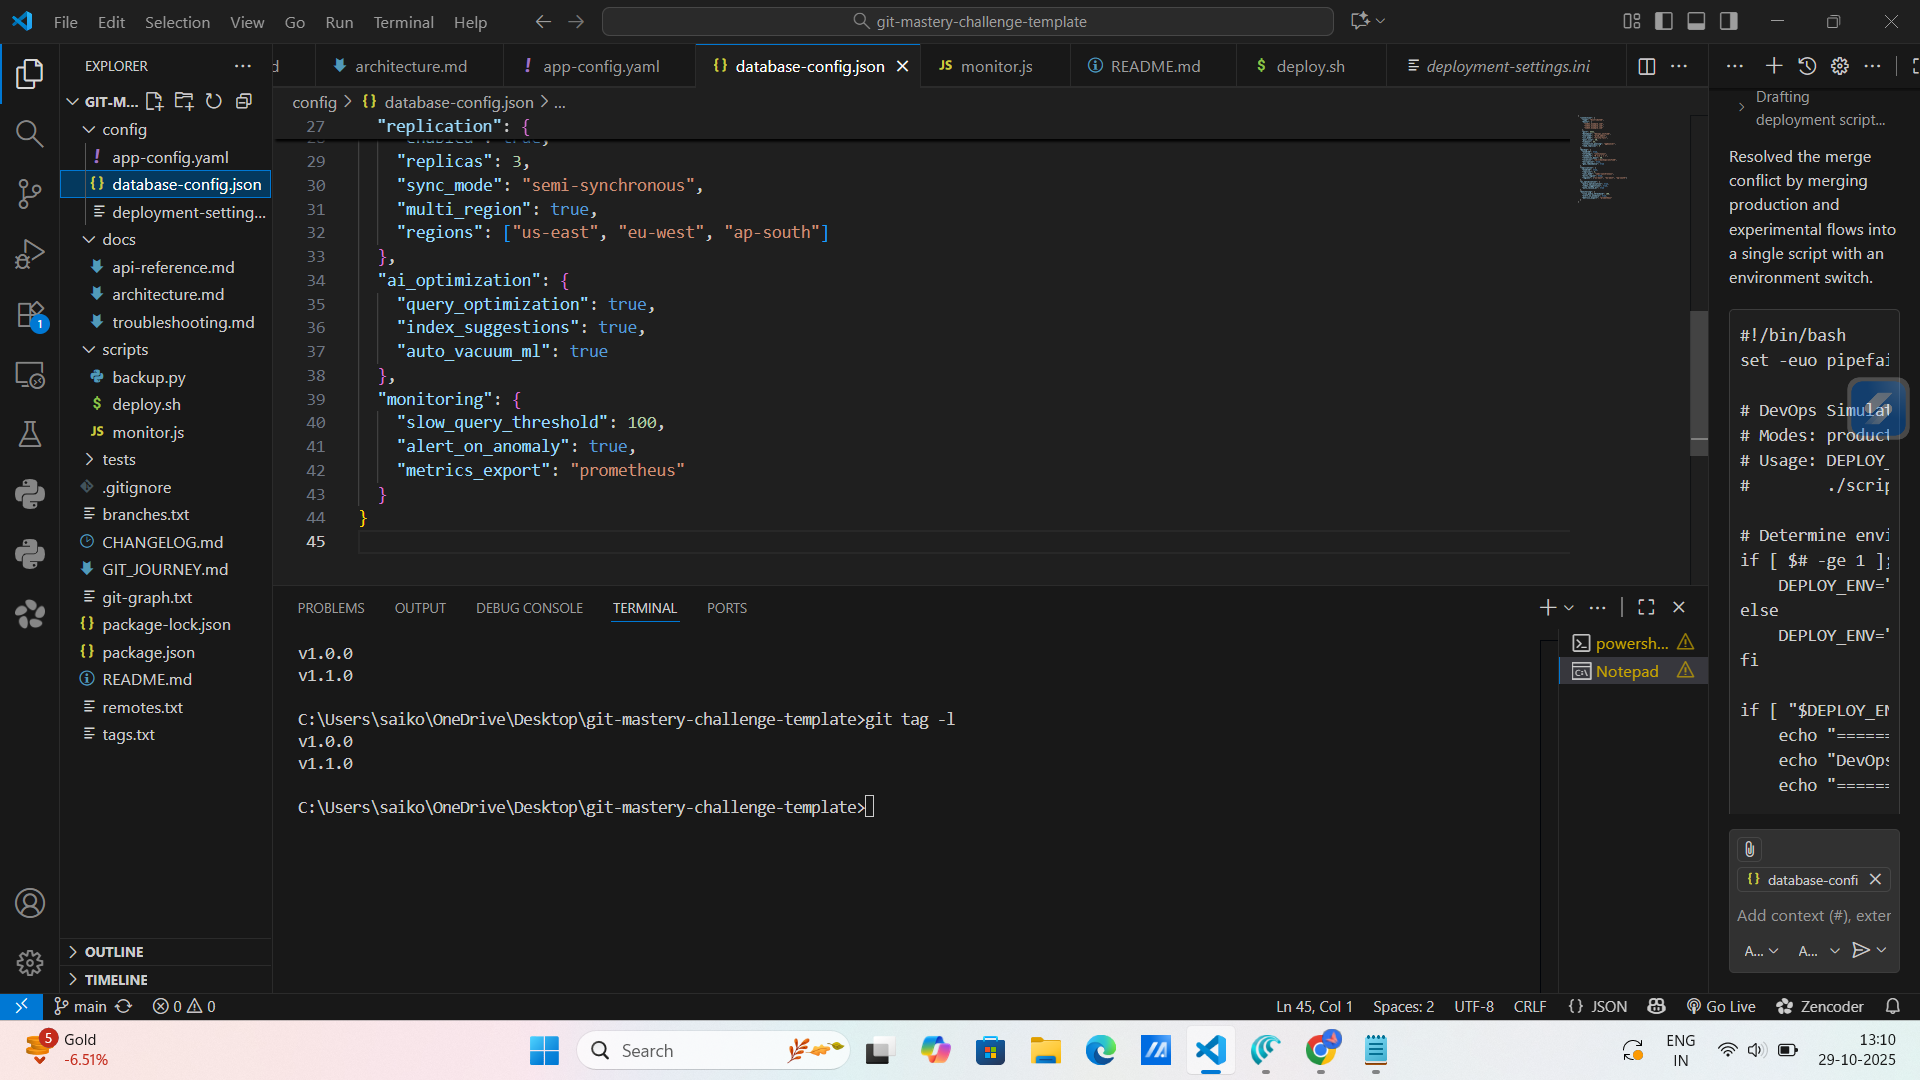 File Edit Selection View Go Run Terminal Help
git-mastery-challenge-template
EXPLORER
GIT-M...
config
app-config.yaml
database-config.json
deployment-setting...
docs
api-reference.md
architecture.md
troubleshooting.md
scripts
backup.py
deploy.sh
monitor.js
tests
.gitignore
branches.txt
CHANGELOG.md
GIT_JOURNEY.md
git-graph.txt
package-lock.json
package.json
README.md
remotes.txt
tags.txt
OUTLINE
TIMELINE
architecture.md app-config.yaml database-config.json monitor.js README.md deploy.sh deployment-settings.ini
config > database-config.json > ...
27 "replication": {
29 "replicas": 3,
30 "sync_mode": "semi-synchronous",
31 "multi_region": true,
32 "regions": ["us-east", "eu-west", "ap-south"]
33 },
34 "ai_optimization": {
35 "query_optimization": true,
36 "index_suggestions": true,
37 "auto_vacuum_ml": true
38 },
39 "monitoring": {
40 "slow_query_threshold": 100,
41 "alert_on_anomaly": true,
42 "metrics_export": "prometheus"
43 }
44 }
45
PROBLEMS OUTPUT DEBUG CONSOLE TERMINAL PORTS
v1.0.0
v1.1.0
C:\Users\saiko\OneDrive\Desktop\git-mastery-challenge-template>git tag -l
v1.0.0
v1.1.0
C:\Users\saiko\OneDrive\Desktop\git-mastery-challenge-template>
powersh...
Notepad
Drafting
deployment script...
Resolved the merge
conflict by merging
production and
experimental flows into
a single script with an
environment switch.
#!/bin/bash
set -euo pipefai
# DevOps Simulat
# Modes: product
# Usage: DEPLOY_
# ./scrip
# Determine envi
if [ $# -ge 1 ];
DEPLOY_ENV="
else
DEPLOY_ENV="
fi
if [ "$DEPLOY_EN
echo "======
echo "DevOps
echo "======
database-confi
Add context (#), exter
A... A...
main 0 0
Ln 45, Col 1 Spaces: 2 UTF-8 CRLF {} JSON Go Live Zencoder
5
Gold
-6.51%
Search
ENG
IN
13:10
29-10-2025